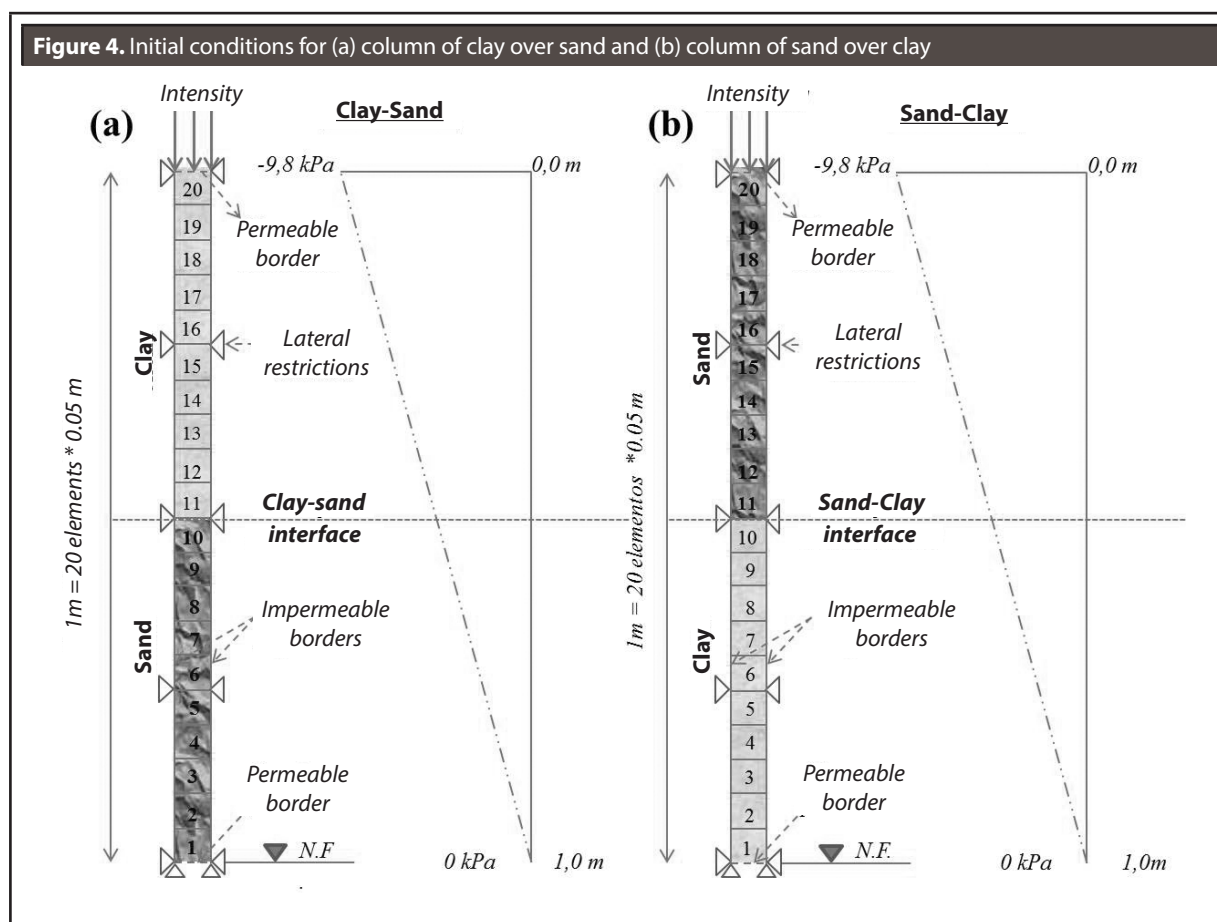 Figure 4. Initial conditions for (a) column of clay over sand and (b) column of sand over clay
(a)
Intensity
Clay-Sand
-9,8 kPa
0,0 m
20
19
18
17
16
15
14
13
12
11
10
9
8
7
6
5
4
3
2
1
Permeable
border
Clay
Lateral
restrictions
1m = 20 elements * 0.05 m
Clay-sand
interface
Impermeable
borders
Sand
Permeable
border
N.F
0 kPa
1,0 m
(b)
Intensity
Sand-Clay
-9,8 kPa
0,0 m
20
19
18
17
16
15
14
13
12
11
10
9
8
7
6
5
4
3
2
1
Permeable
border
Sand
Lateral
restrictions
1m = 20 elementos *0.05 m
Sand-Clay
interface
Impermeable
borders
Clay
Permeable
border
N.F.
0 kPa
1,0m